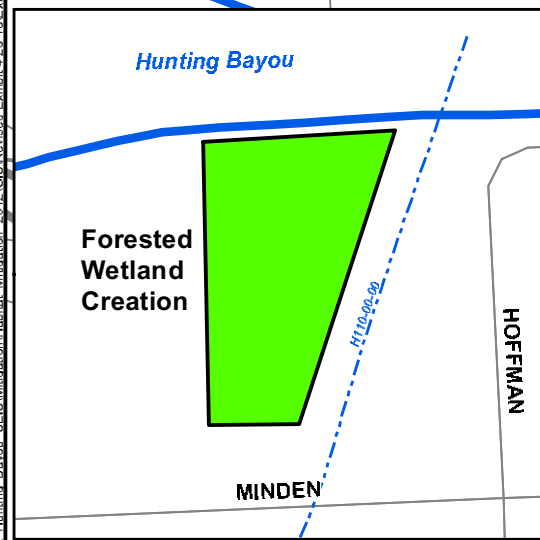 Hunting Bayou
Forested
Wetland
Creation
H110-00-00
HOFFMAN
MINDEN